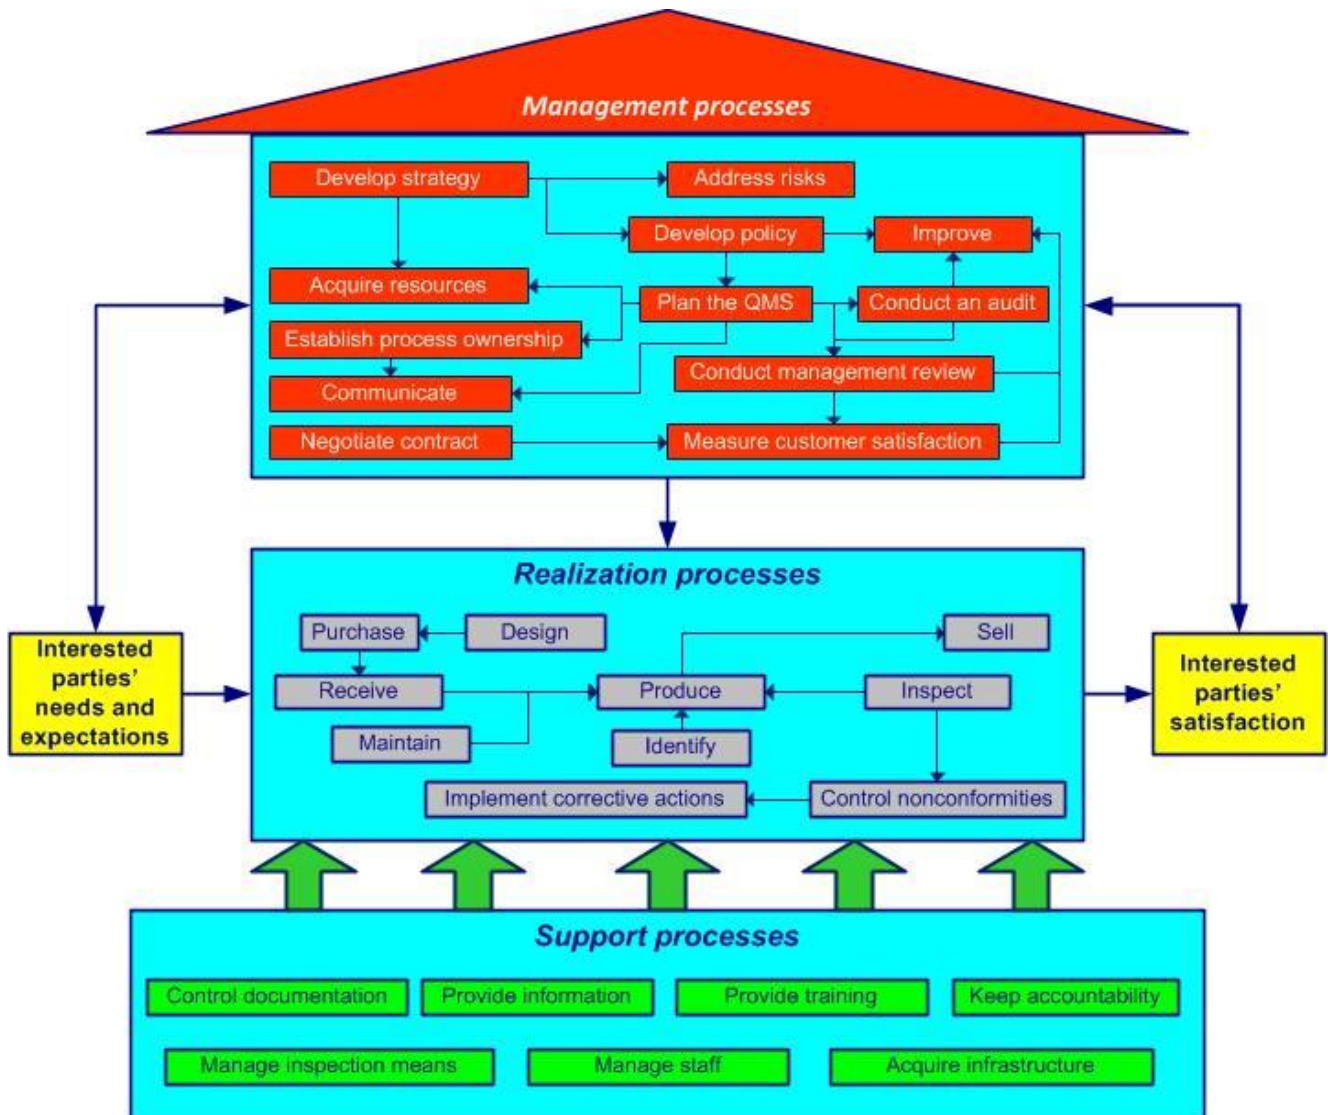 Management processes
Develop strategy
Address risks
Develop policy
Improve
Acquire resources
Plan the QMS
Conduct an audit
Establish process ownership
Conduct management review
Communicate
Negotiate contract
Measure customer satisfaction
Realization processes
Purchase
Design
Sell
Receive
Produce
Inspect
Maintain
Identify
Implement corrective actions
Control nonconformities
Interested
parties’
needs and
expectations
Interested
parties’
satisfaction
Support processes
Control documentation
Provide information
Provide training
Keep accountability
Manage inspection means
Manage staff
Acquire infrastructure